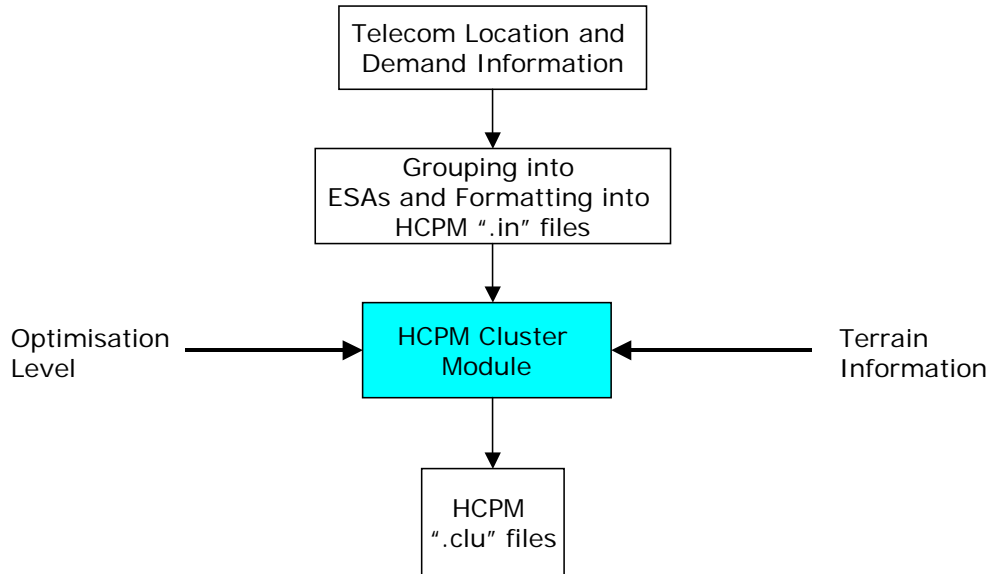 Telecom Location and
Demand Information
Grouping into
ESAs and Formatting into
HCPM “.in” files
Optimisation
Level
HCPM Cluster
Module
Terrain
Information
HCPM
“.clu” files